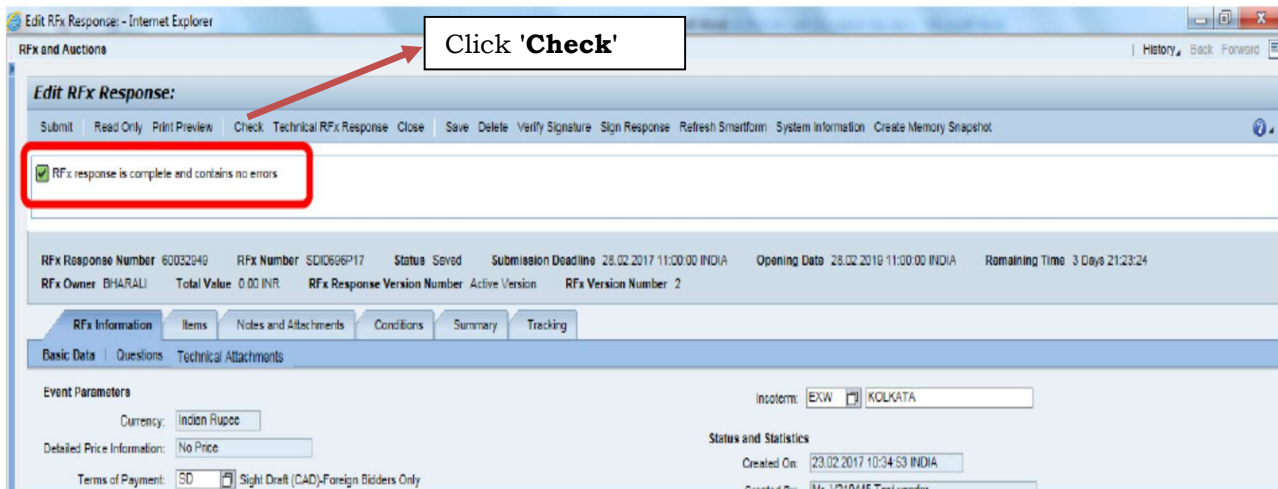 Edit RFx Response: - Internet Explorer
Click 'Check'
RFx and Auctions
History Back Forward
Edit RFx Response:
Submit Read Only Print Preview Check Technical RFx Response Close Save Delete Verify Signature Sign Response Refresh Smartform System Information Create Memory Snapshot
RFx response is complete and contains no errors
RFx Response Number 60032949 RFx Number SDI0696P17 Status Saved Submission Deadline 28.02.2017 11:00:00 INDIA Opening Date 28.02.2019 11:00:00 INDIA Remaining Time 3 Days 21:23:24
RFx Owner BHARALI Total Value 0.00 INR RFx Response Version Number Active Version RFx Version Number 2
RFx Information Items Notes and Attachments Conditions Summary Tracking
Basic Data Questions Technical Attachments
Event Parameters
Incoterm: EXW KOLKATA
Currency: Indian Rupee
Status and Statistics
Detailed Price Information: No Price
Created On: 23.02.2017 10:34:53 INDIA
Terms of Payment: SD Sight Draft (CAD)-Foreign Bidders Only